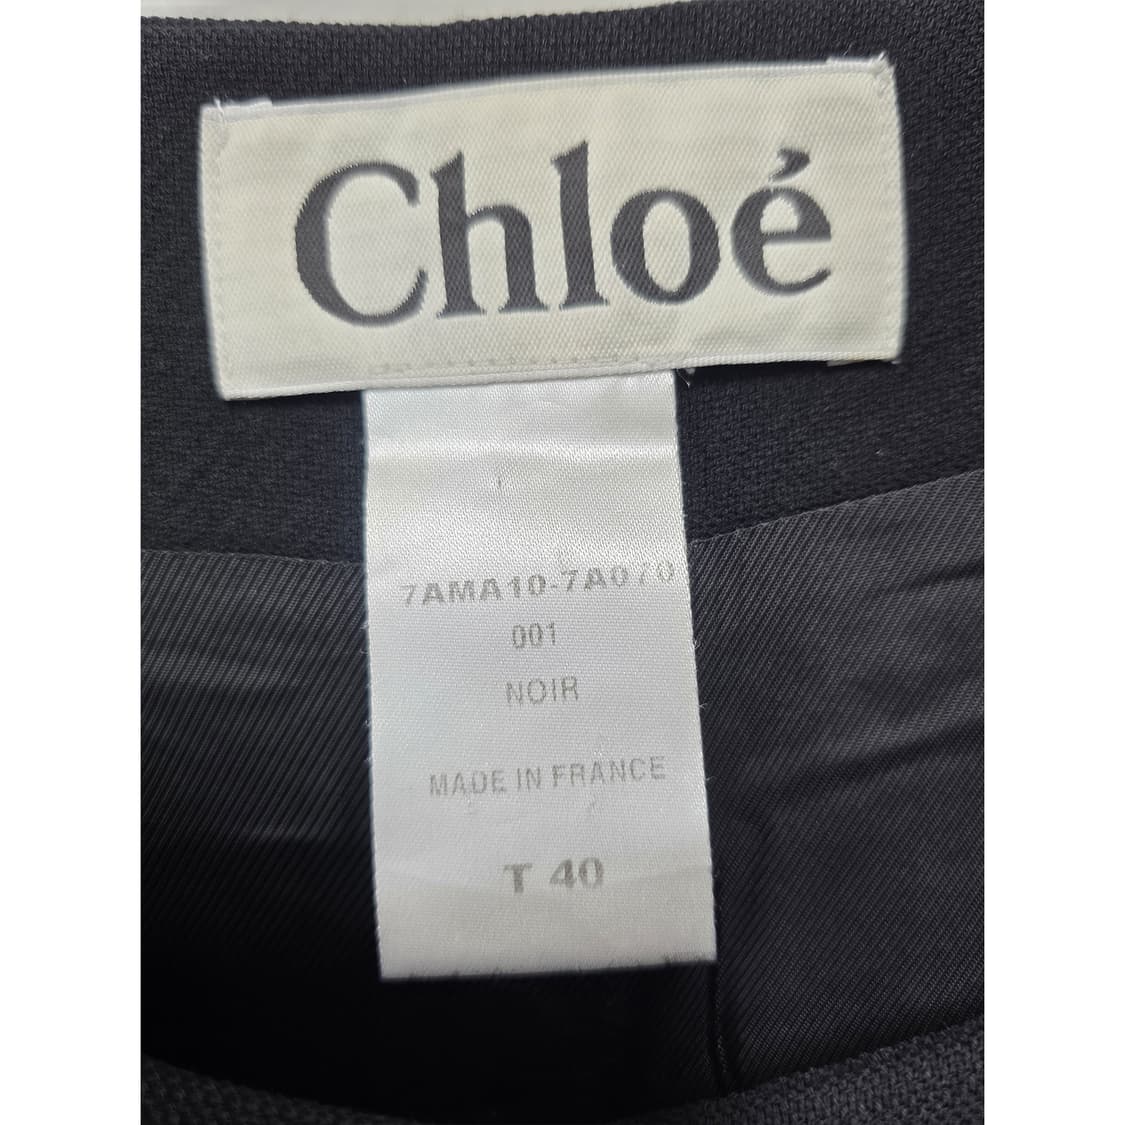 Chloé
7AMA10-7A070
001
NOIR
MADE IN FRANCE
T 40